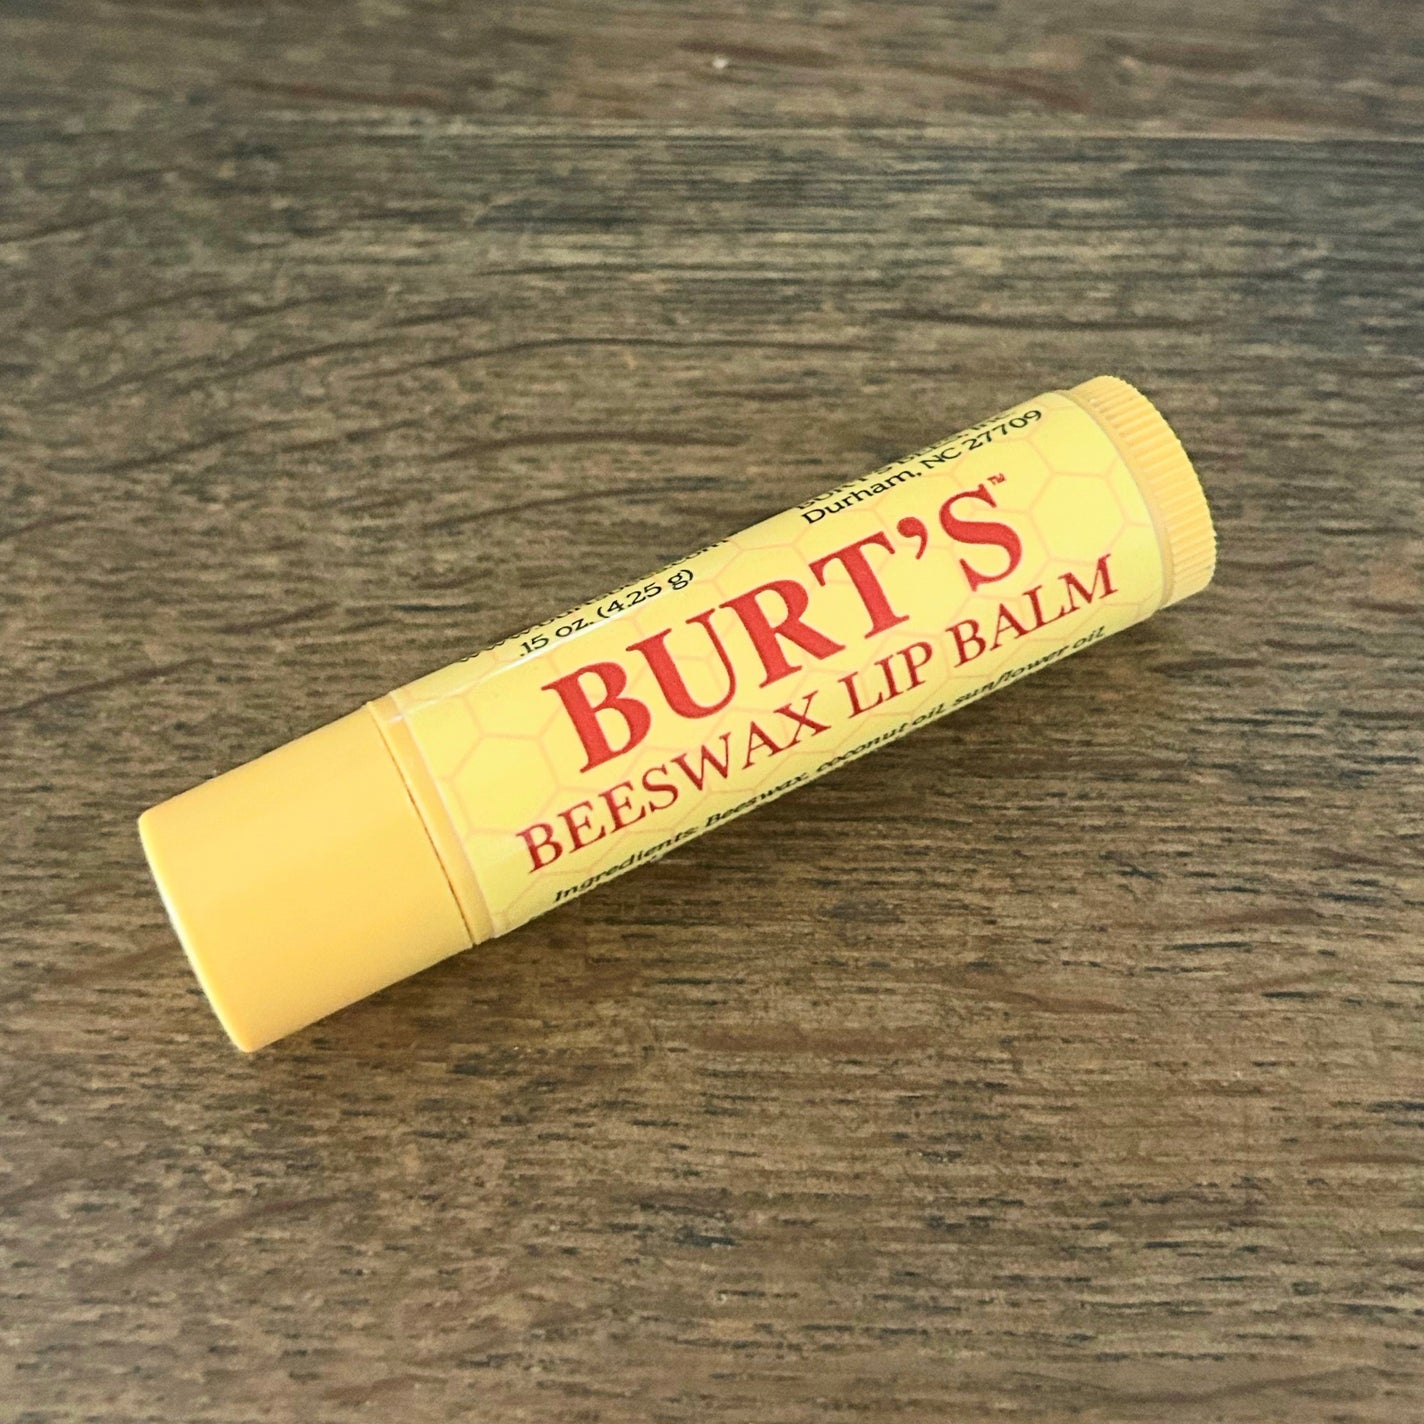 .15 oz. (4.25 g)
Durham, NC 27709
BURT'S™
BEESWAX LIP BALM
Ingredients: Beeswax, coconut oil, sunflower oil